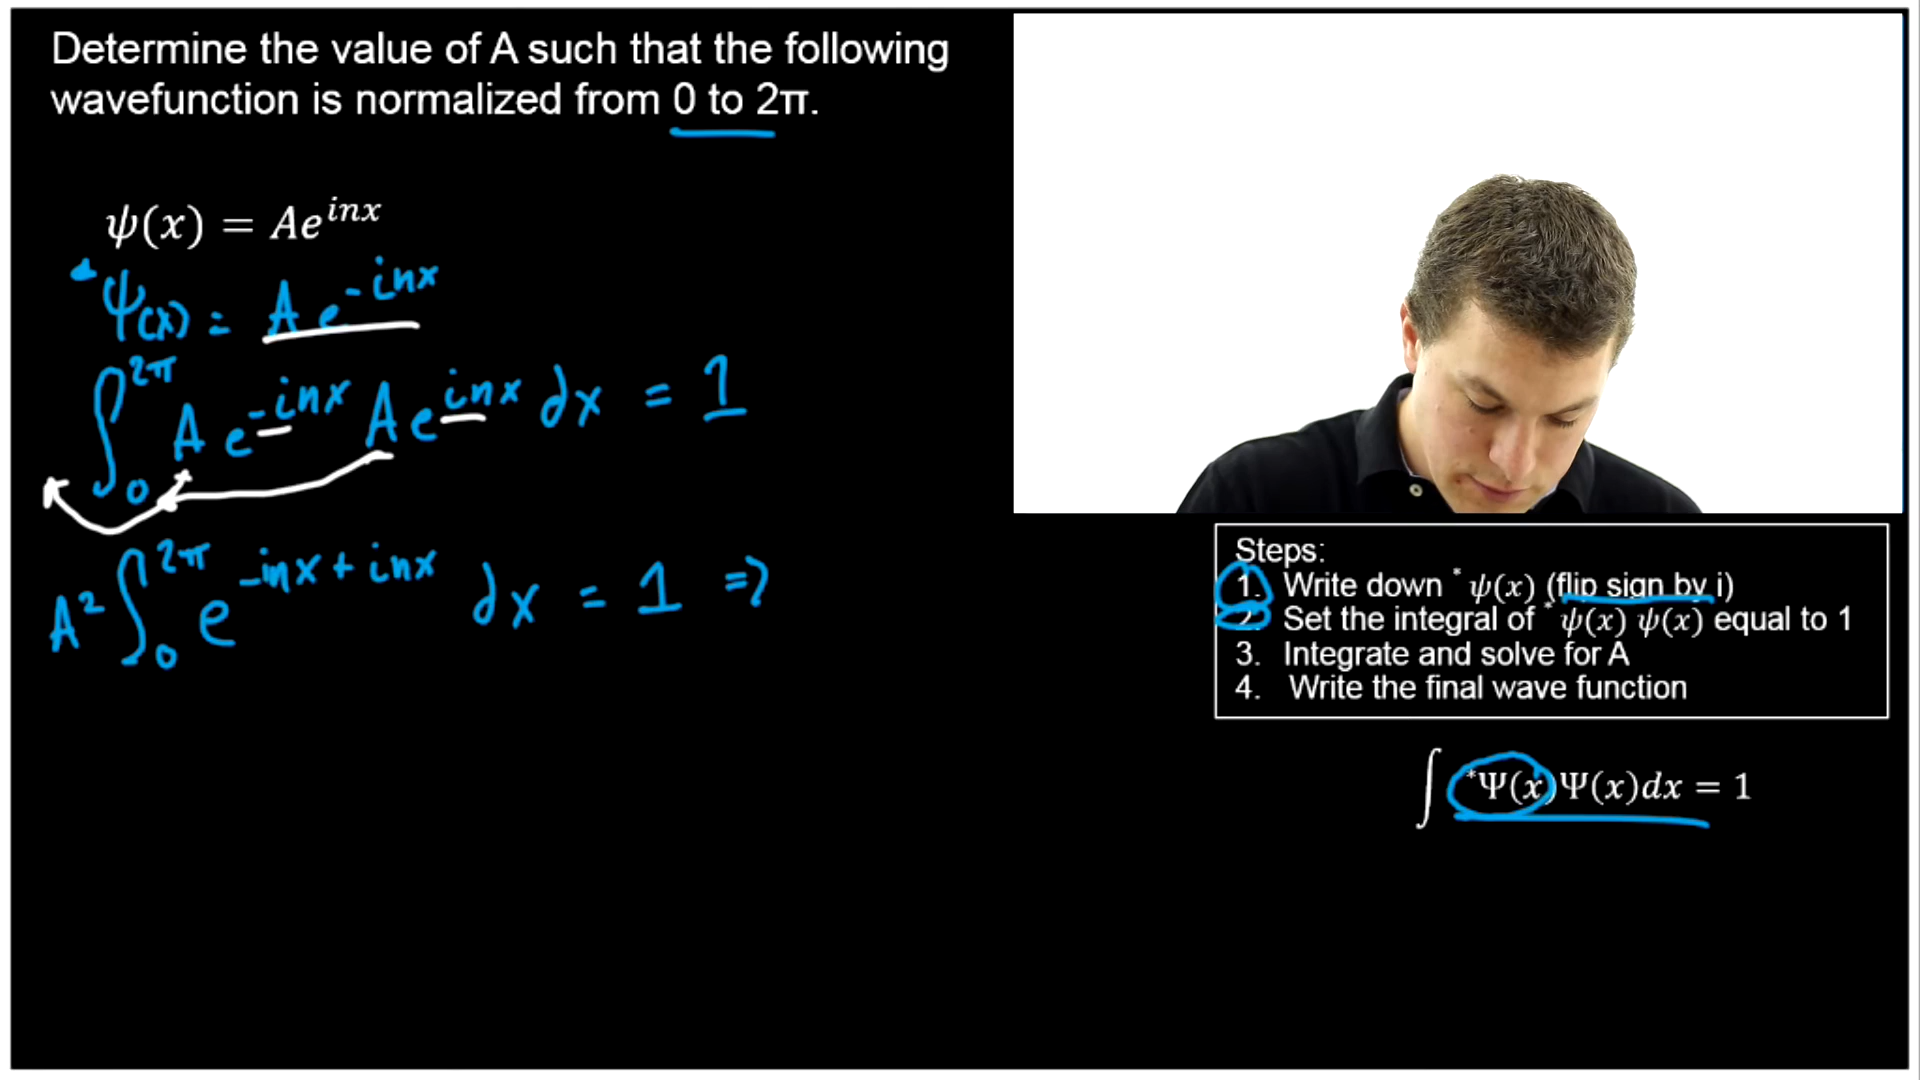 Determine the value of A such that the following
wavefunction is normalized from 0 to 2π.
ψ(x) = Ae^{inx}
*ψ(x) = A e^{-inx}
∫₀^{2π} A e^{-inx} A e^{inx} dx = 1
A² ∫₀^{2π} e^{-inx + inx} dx = 1 ⇒
Steps:
1. Write down *ψ(x) (flip sign by i)
2. Set the integral of *ψ(x) ψ(x) equal to 1
3. Integrate and solve for A
4. Write the final wave function
∫ *Ψ(x)Ψ(x)dx = 1